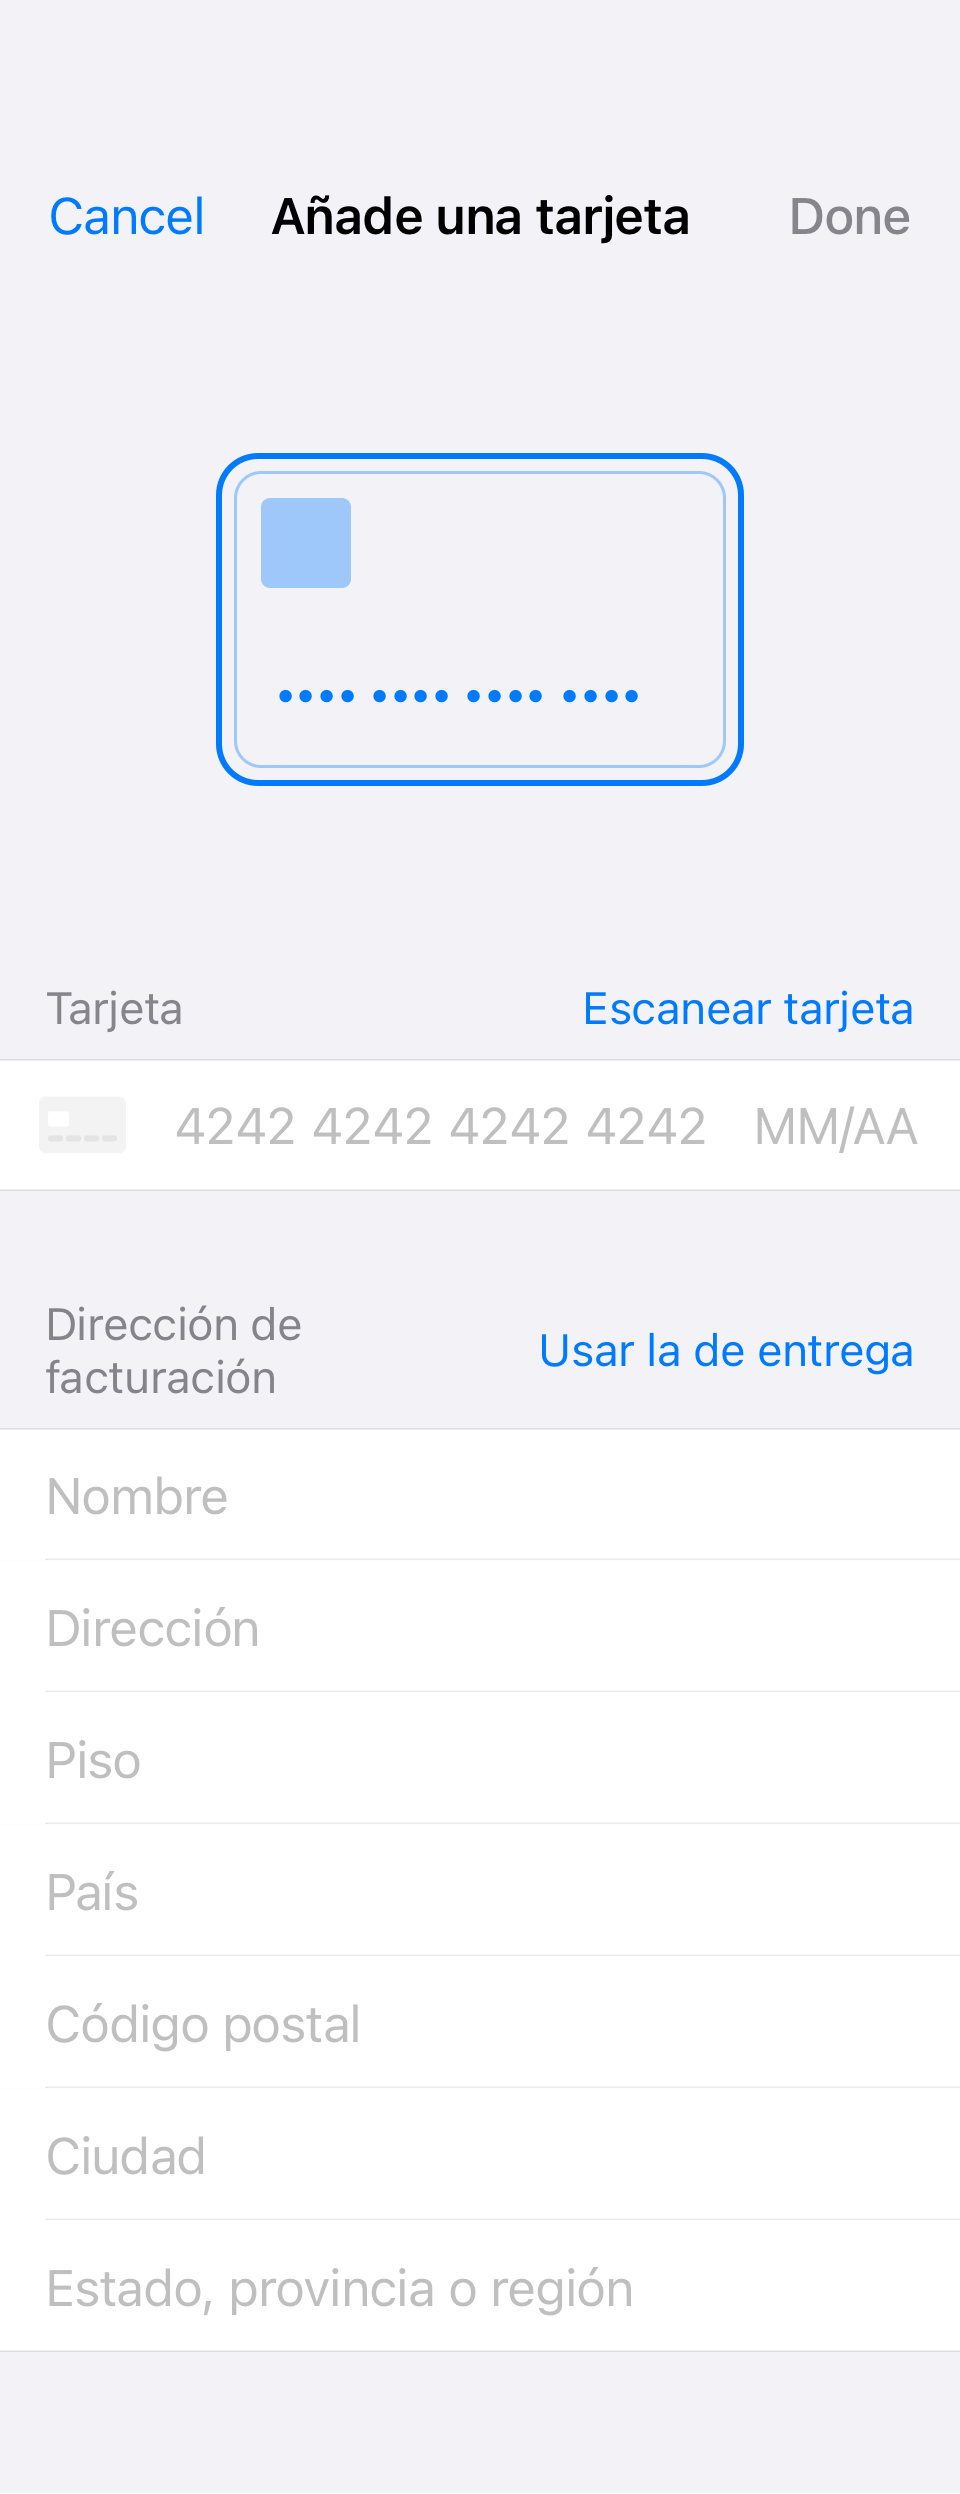 Cancel Añade una tarjeta Done
Tarjeta Escanear tarjeta
4242 4242 4242 4242 MM/AA
Dirección de
facturación
Usar la de entrega
Nombre
Dirección
Piso
País
Código postal
Ciudad
Estado, provincia o región